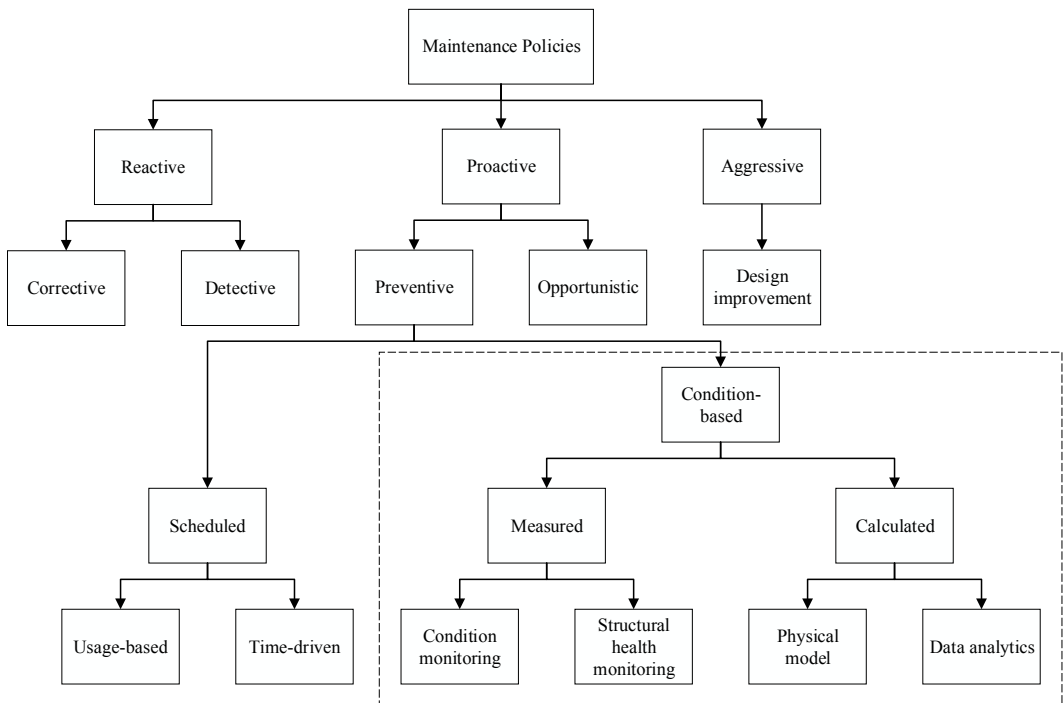 Maintenance Policies
Reactive
Proactive
Aggressive
Corrective
Detective
Preventive
Opportunistic
Design
improvement
Condition-
based
Scheduled
Measured
Calculated
Usage-based
Time-driven
Condition
monitoring
Structural
health
monitoring
Physical
model
Data analytics